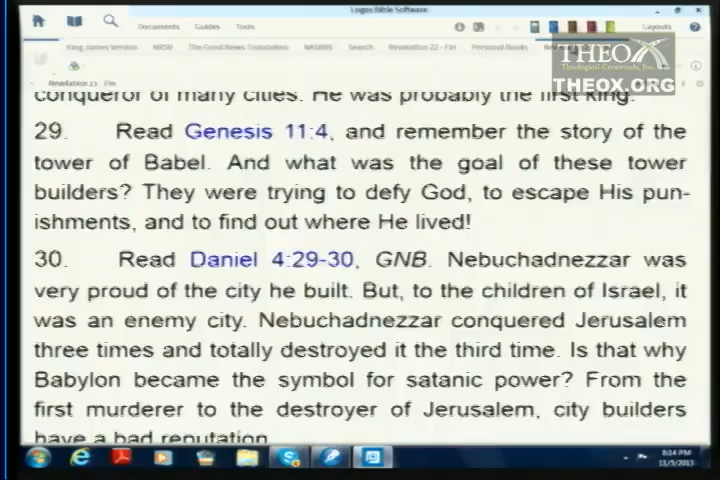 Logos Bible Software
Documents Guides Tools Layouts
King James Version NRSV The Good News Translation NASB95 Search Revelation 22 - File Personal Books
THEOX
Theological Crossroads, Inc.
THEOX.ORG
conqueror of many cities. He was probably the first king.
29. Read Genesis 11:4, and remember the story of the
tower of Babel. And what was the goal of these tower
builders? They were trying to defy God, to escape His pun-
ishments, and to find out where He lived!
30. Read Daniel 4:29-30, GNB. Nebuchadnezzar was
very proud of the city he built. But, to the children of Israel, it
was an enemy city. Nebuchadnezzar conquered Jerusalem
three times and totally destroyed it the third time. Is that why
Babylon became the symbol for satanic power? From the
first murderer to the destroyer of Jerusalem, city builders
have a bad reputation
8:14 PM
11/5/2013